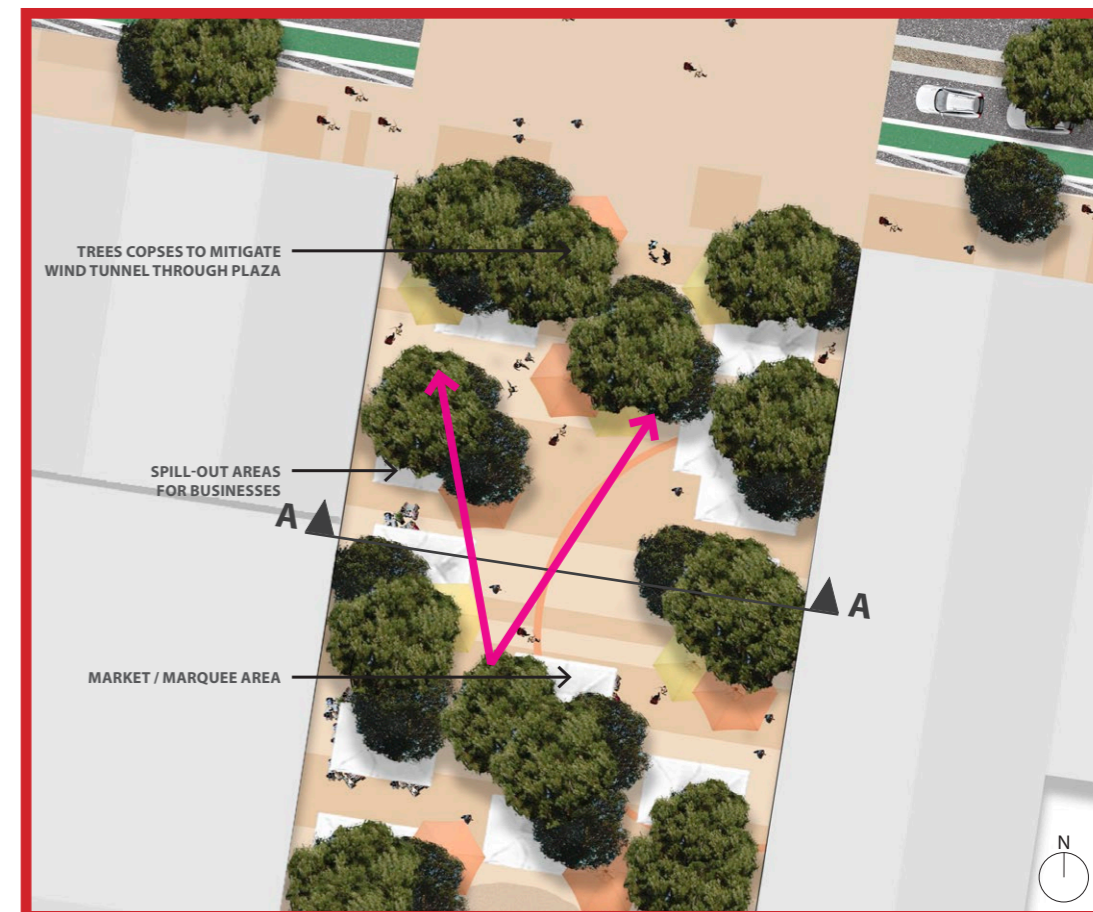 TREES COPSES TO MITIGATE
WIND TUNNEL THROUGH PLAZA
SPILL-OUT AREAS
FOR BUSINESSES
A
A
MARKET / MARQUEE AREA
N